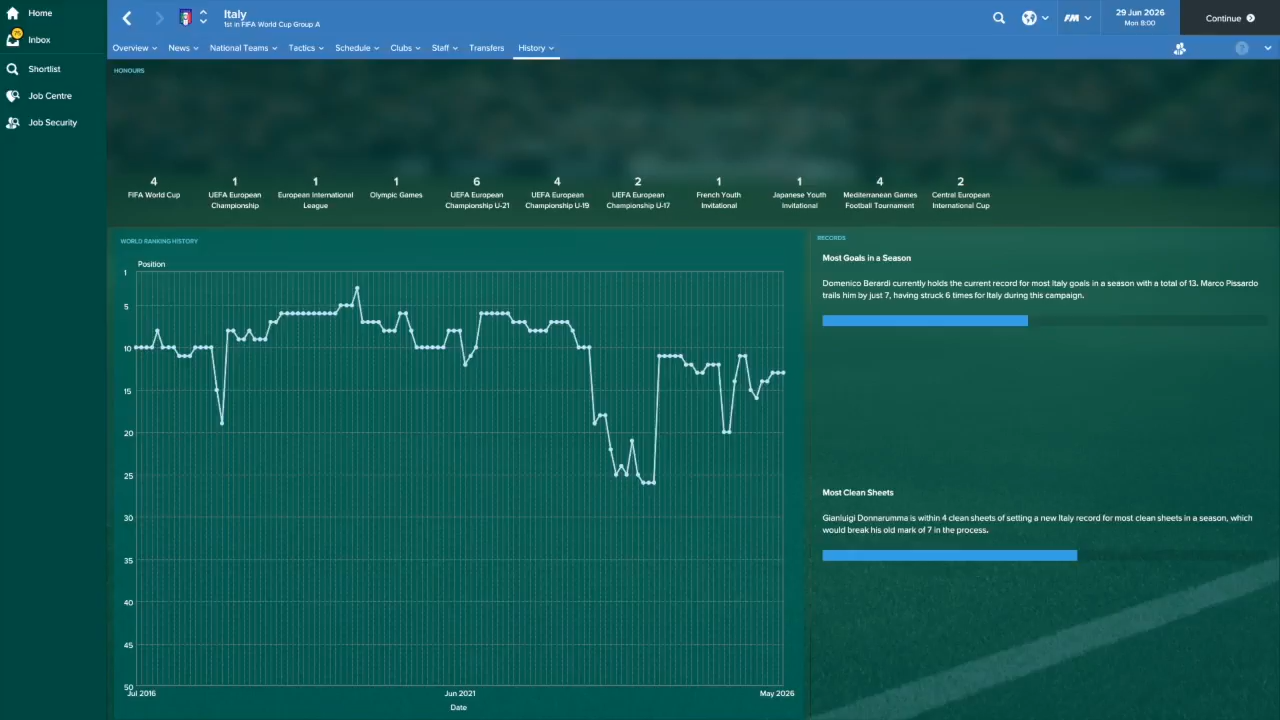 Home
75
Inbox
Shortlist
Job Centre
Job Security
Italy
1st in FIFA World Cup Group A
FM
29 Jun 2026
Mon 8:00
Continue
Overview News National Teams Tactics Schedule Clubs Staff Transfers History
?
HONOURS
4 1 1 1 6 4 2 1 1 4 2
FIFA World Cup UEFA European European International Olympic Games UEFA European UEFA European UEFA European French Youth Japanese Youth Mediterranean Games Central European
Championship League Championship U-21 Championship U-19 Championship U-17 Invitational Invitational Football Tournament International Cup
WORLD RANKING HISTORY
Position
1
5
10
15
20
25
30
35
40
45
50
Jul 2016 Jun 2021 May 2026
Date
RECORDS
Most Goals in a Season
Domenico Berardi currently holds the current record for most Italy goals in a season with a total of 13. Marco Pissardo
trails him by just 7, having struck 6 times for Italy during this campaign.
Most Clean Sheets
Gianluigi Donnarumma is within 4 clean sheets of setting a new Italy record for most clean sheets in a season, which
would break his old mark of 7 in the process.